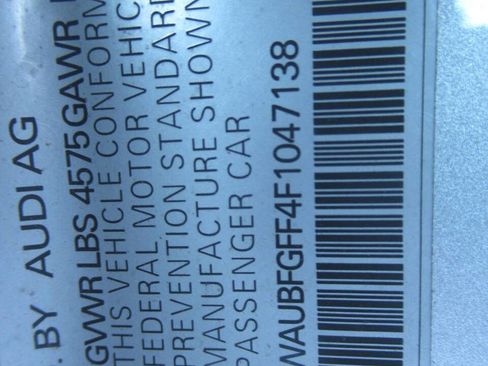 . BY AUDI AG
GVWR LBS 4575 GAWR
THIS VEHICLE CONFORM
FEDERAL MOTOR VEHIC
PREVENTION STANDARD
MANUFACTURE SHOWN
PASSENGER CAR
WAUBFGFF4F1047138